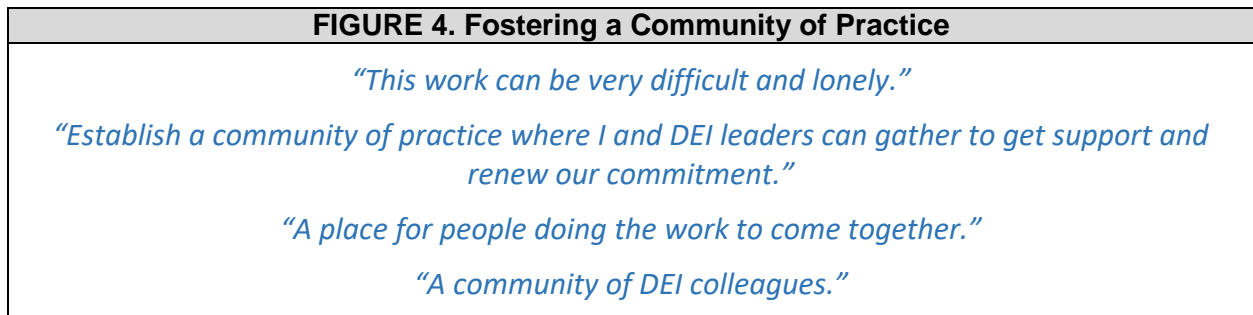 FIGURE 4. Fostering a Community of Practice
“This work can be very difficult and lonely.”
“Establish a community of practice where I and DEI leaders can gather to get support and
renew our commitment.”
“A place for people doing the work to come together.”
“A community of DEI colleagues.”